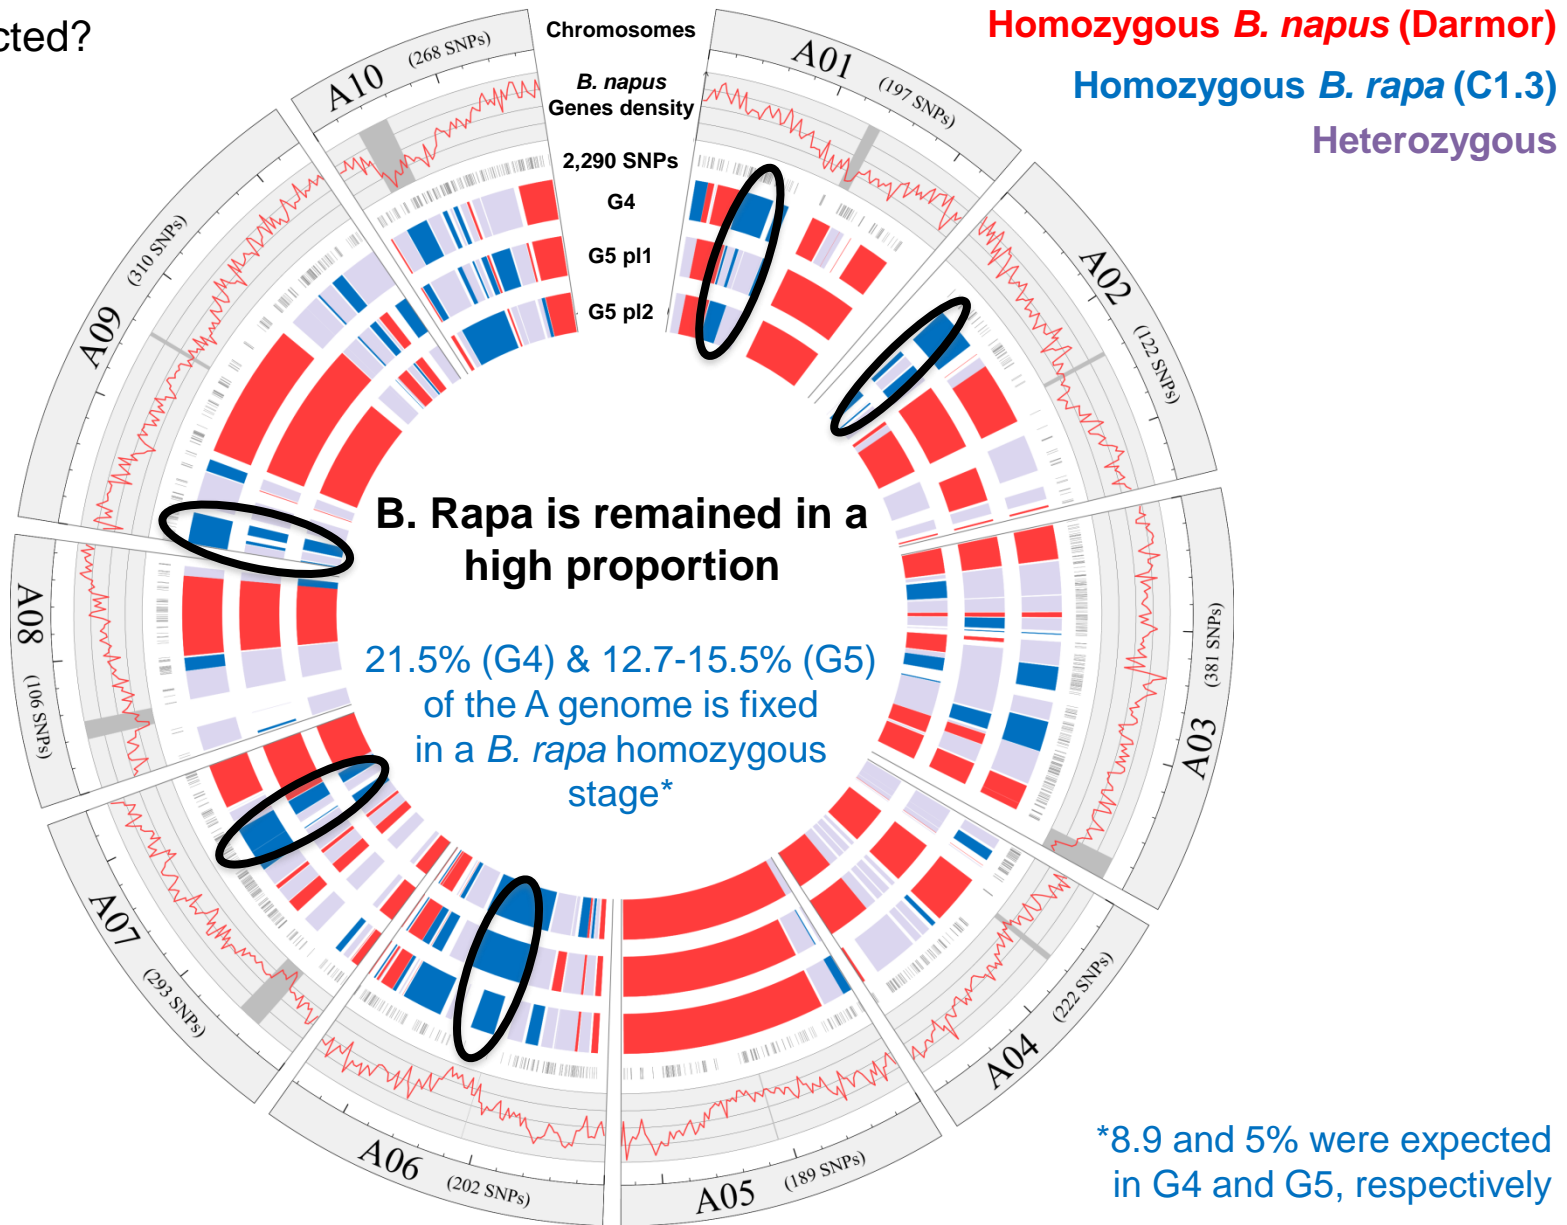 cted?
Homozygous B. napus (Darmor)
Homozygous B. rapa (C1.3)
Heterozygous
Chromosomes
B. napus
Genes density
2,290 SNPs
G4
G5 pl1
G5 pl2
A01 (197 SNPs)
A02 (122 SNPs)
A03 (381 SNPs)
A04 (222 SNPs)
A05 (189 SNPs)
A06 (202 SNPs)
A07 (293 SNPs)
A08 (106 SNPs)
A09 (310 SNPs)
A10 (268 SNPs)
B. Rapa is remained in a
high proportion
21.5% (G4) & 12.7-15.5% (G5)
of the A genome is fixed
in a B. rapa homozygous
stage*
*8.9 and 5% were expected
in G4 and G5, respectively